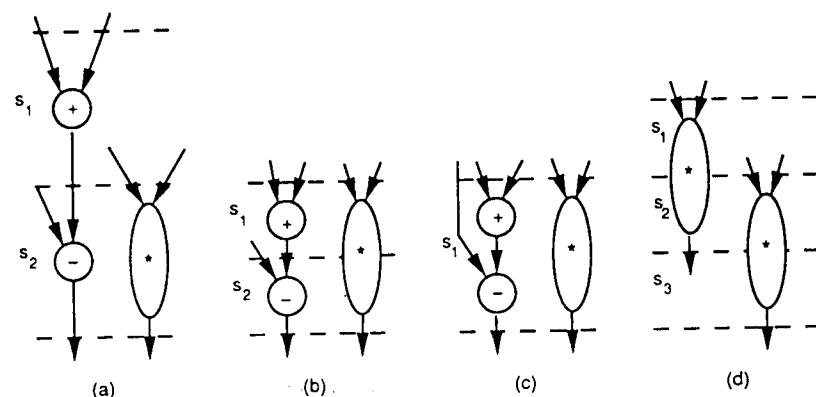 s1
+
s2
−
*
(a)
s1
+
s2
−
*
(b)
s1
+
−
*
(c)
s1
*
s2
*
s3
(d)